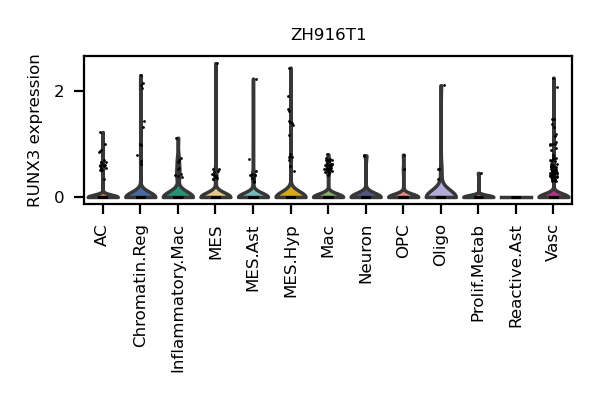 ZH916T1
RUNX3 expression
2
0
AC
Chromatin.Reg
Inflammatory.Mac
MES
MES.Ast
MES.Hyp
Mac
Neuron
OPC
Oligo
Prolif.Metab
Reactive.Ast
Vasc